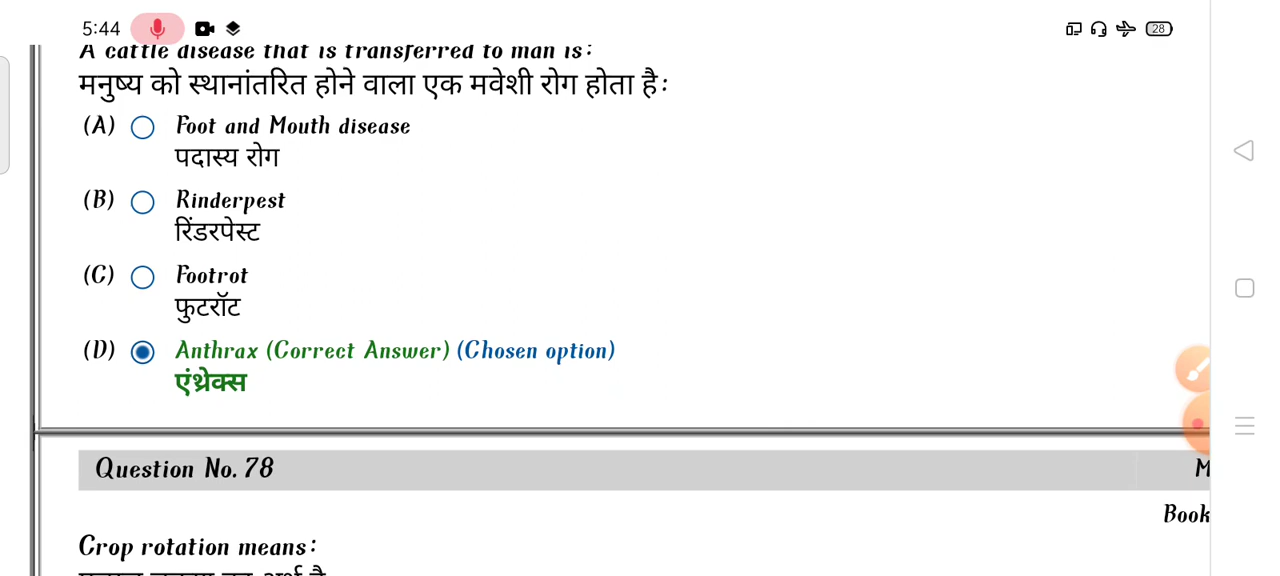 5:44
28
A cattle disease that is transferred to man is:
मनुष्य को स्थानांतरित होने वाला एक मवेशी रोग होता है:
(A) Foot and Mouth disease
पदास्य रोग
(B) Rinderpest
रिंडरपेस्ट
(C) Footrot
फुटरॉट
(D) Anthrax (Correct Answer) (Chosen option)
एंथ्रेक्स
Question No. 78
M
Book
Crop rotation means: